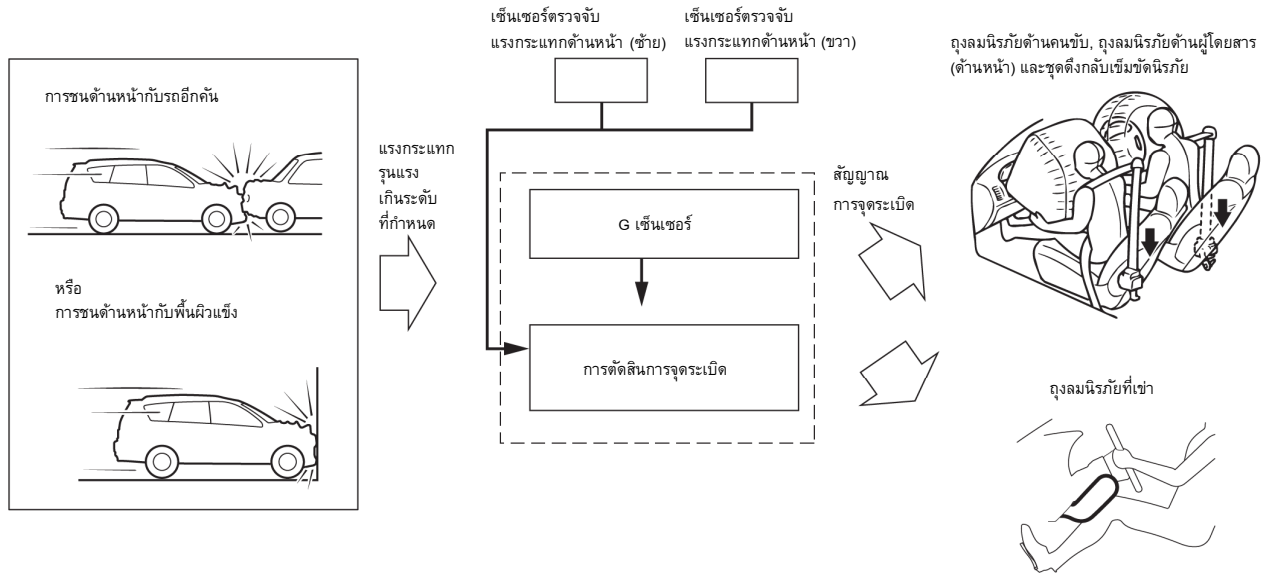 เซ็นเซอร์ตรวจจับ
แรงกระแทกด้านหน้า (ซ้าย)
เซ็นเซอร์ตรวจจับ
แรงกระแทกด้านหน้า (ขวา)
ถุงลมนิรภัยด้านคนขับ, ถุงลมนิรภัยด้านผู้โดยสาร
(ด้านหน้า) และชุดดึงกลับเข็มขัดนิรภัย
การชนด้านหน้ากับรถอีกคัน
แรงกระแทก
รุนแรง
เกินระดับ
ที่กำหนด
สัญญาณ
การจุดระเบิด
G เซ็นเซอร์
หรือ
การชนด้านหน้ากับพื้นผิวแข็ง
การตัดสินการจุดระเบิด
ถุงลมนิรภัยที่เข่า